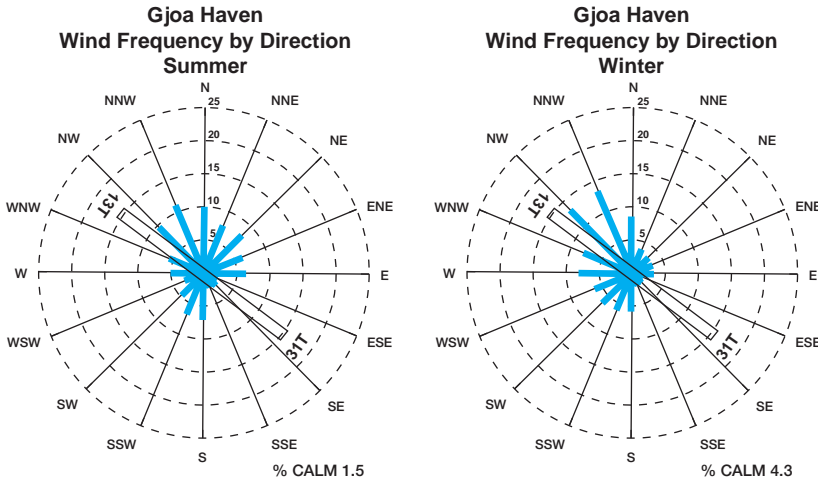 Gjoa Haven
Wind Frequency by Direction
Summer
N
NNE
NE
ENE
E
ESE
SE
SSE
S
SSW
SW
WSW
W
WNW
NW
NNW
25
20
15
10
5
13T
31T
% CALM 1.5
Gjoa Haven
Wind Frequency by Direction
Winter
N
NNE
NE
ENE
E
ESE
SE
SSE
S
SSW
SW
WSW
W
WNW
NW
NNW
25
20
15
10
5
13T
31T
% CALM 4.3